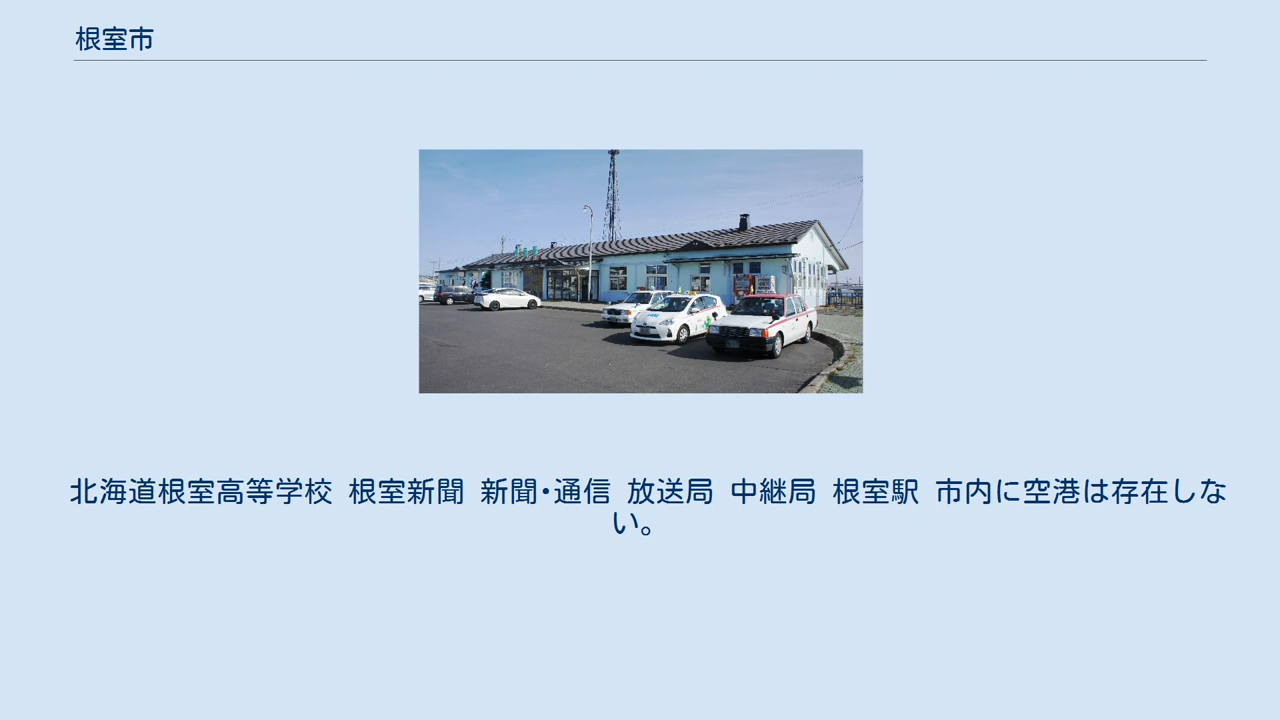 根室市
北海道根室高等学校 根室新聞 新聞・通信 放送局 中継局 根室駅 市内に空港は存在しな
い。